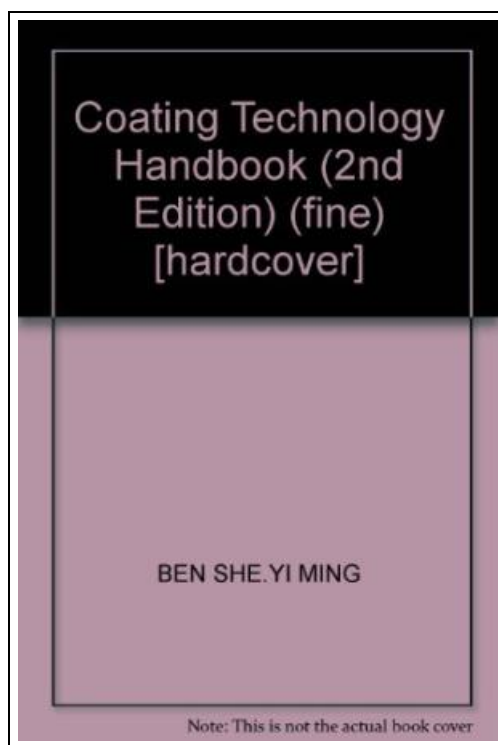 Coating Technology
Handbook (2nd
Edition) (fine)
[hardcover]
BEN SHE.YI MING
Note: This is not the actual book cover